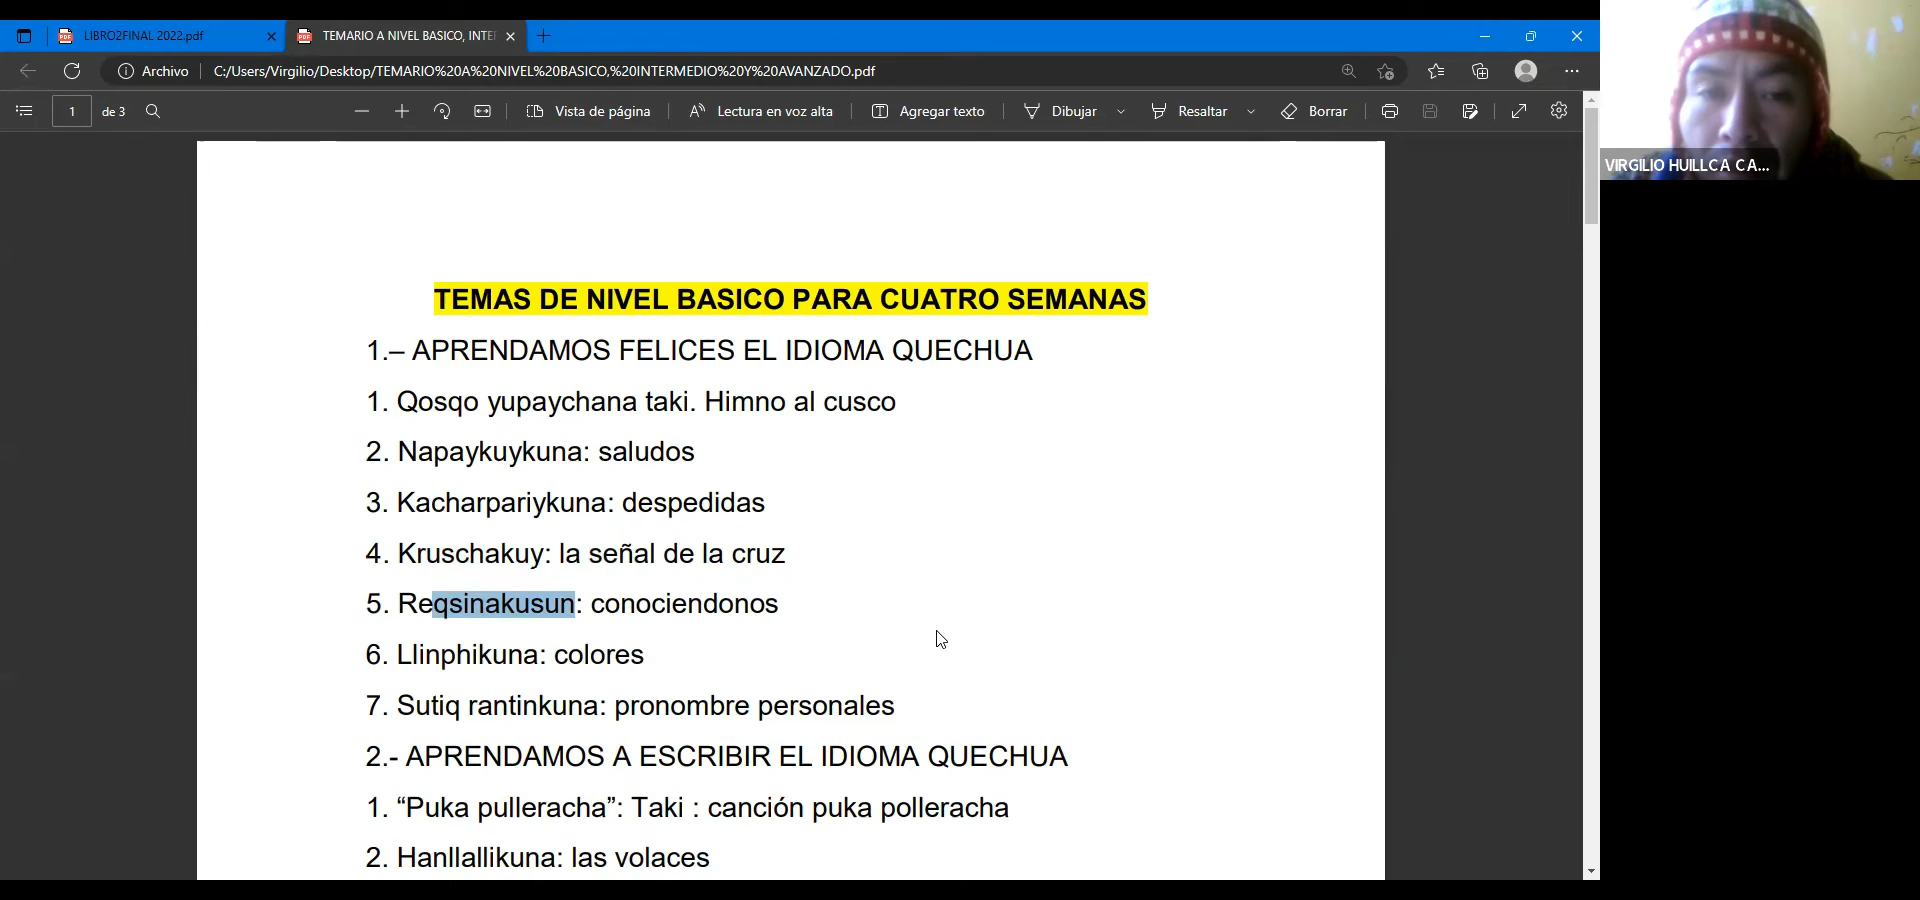 LIBRO2FINAL 2022.pdf
TEMARIO A NIVEL BASICO, INTE
Archivo
C:/Users/Virgilio/Desktop/TEMARIO%20A%20NIVEL%20BASICO,%20INTERMEDIO%20Y%20AVANZADO.pdf
1 de 3
Vista de página
Lectura en voz alta
Agregar texto
Dibujar
Resaltar
Borrar
VIRGILIO HUILLCA CA...
TEMAS DE NIVEL BASICO PARA CUATRO SEMANAS
1.– APRENDAMOS FELICES EL IDIOMA QUECHUA
1. Qosqo yupaychana taki. Himno al cusco
2. Napaykuykuna: saludos
3. Kacharpariykuna: despedidas
4. Kruschakuy: la señal de la cruz
5. Reqsinakusun: conociendonos
6. Llinphikuna: colores
7. Sutiq rantinkuna: pronombre personales
2.- APRENDAMOS A ESCRIBIR EL IDIOMA QUECHUA
1. “Puka pulleracha”: Taki : canción puka polleracha
2. Hanllallikuna: las volaces